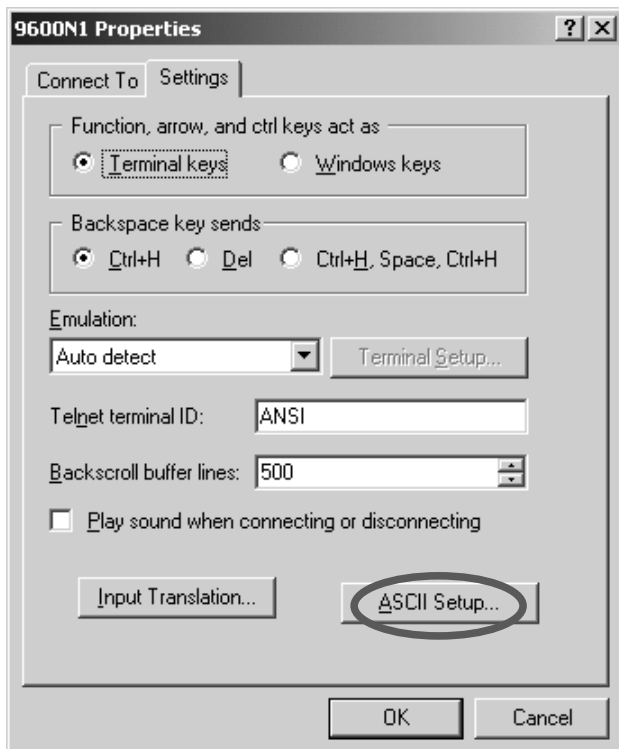 9600N1 Properties
Connect To Settings
Function, arrow, and ctrl keys act as
Terminal keys Windows keys
Backspace key sends
Ctrl+H Del Ctrl+H, Space, Ctrl+H
Emulation:
Auto detect Terminal Setup...
Telnet terminal ID: ANSI
Backscroll buffer lines: 500
Play sound when connecting or disconnecting
Input Translation... ASCII Setup...
OK Cancel